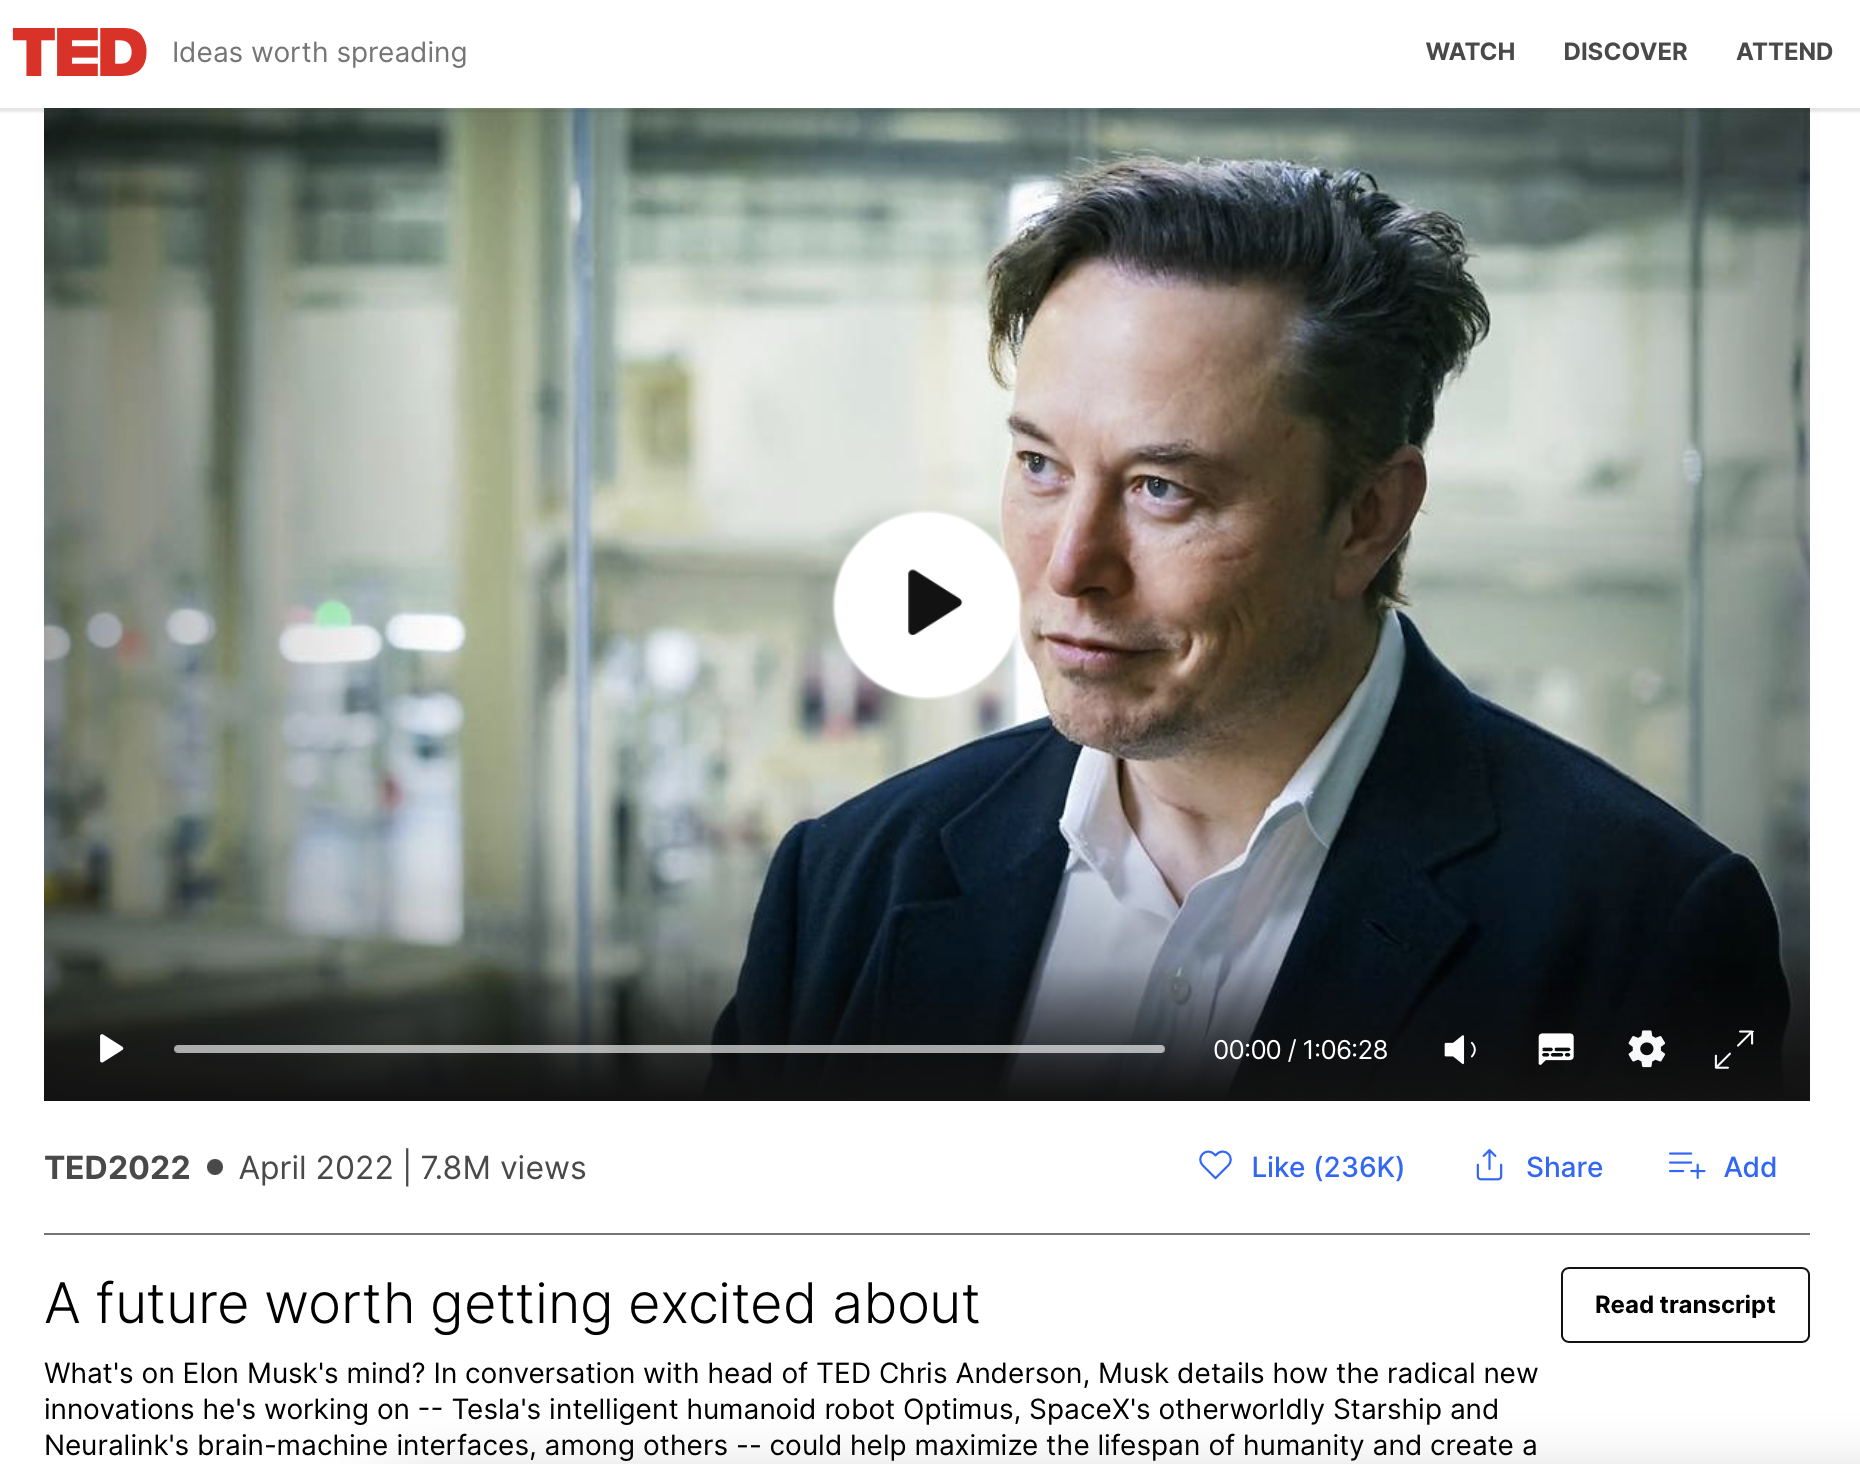 TED Ideas worth spreading WATCH DISCOVER ATTEND
00:00 / 1:06:28
TED2022 ● April 2022 | 7.8M views Like (236K) Share Add
A future worth getting excited about
Read transcript
What's on Elon Musk's mind? In conversation with head of TED Chris Anderson, Musk details how the radical new
innovations he's working on -- Tesla's intelligent humanoid robot Optimus, SpaceX's otherworldly Starship and
Neuralink's brain-machine interfaces, among others -- could help maximize the lifespan of humanity and create a